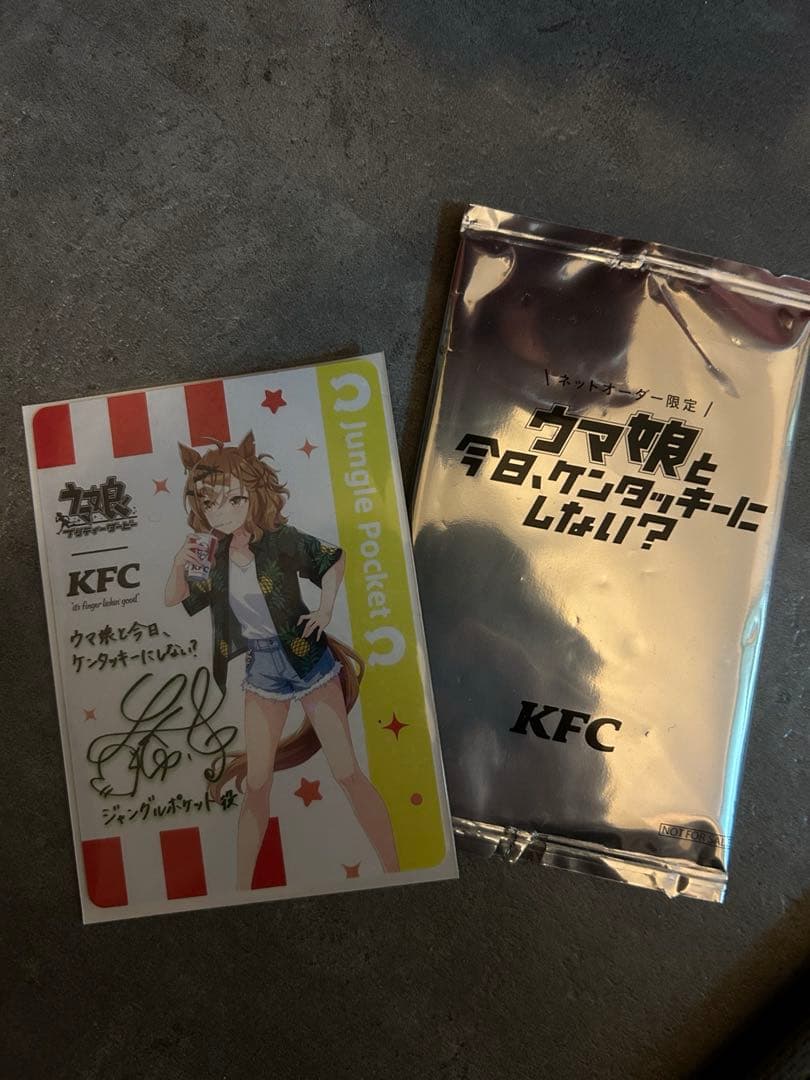 ウマ娘
プリティーダービー
KFC
"it's finger lickin' good"
ウマ娘と今日、
ケンタッキーにしない?
ジャングルポケット役
Jungle Pocket
KFC
\ネットオーダー限定/
ウマ娘と
今日、ケンタッキーに
しない?
KFC
NOT FOR SALE